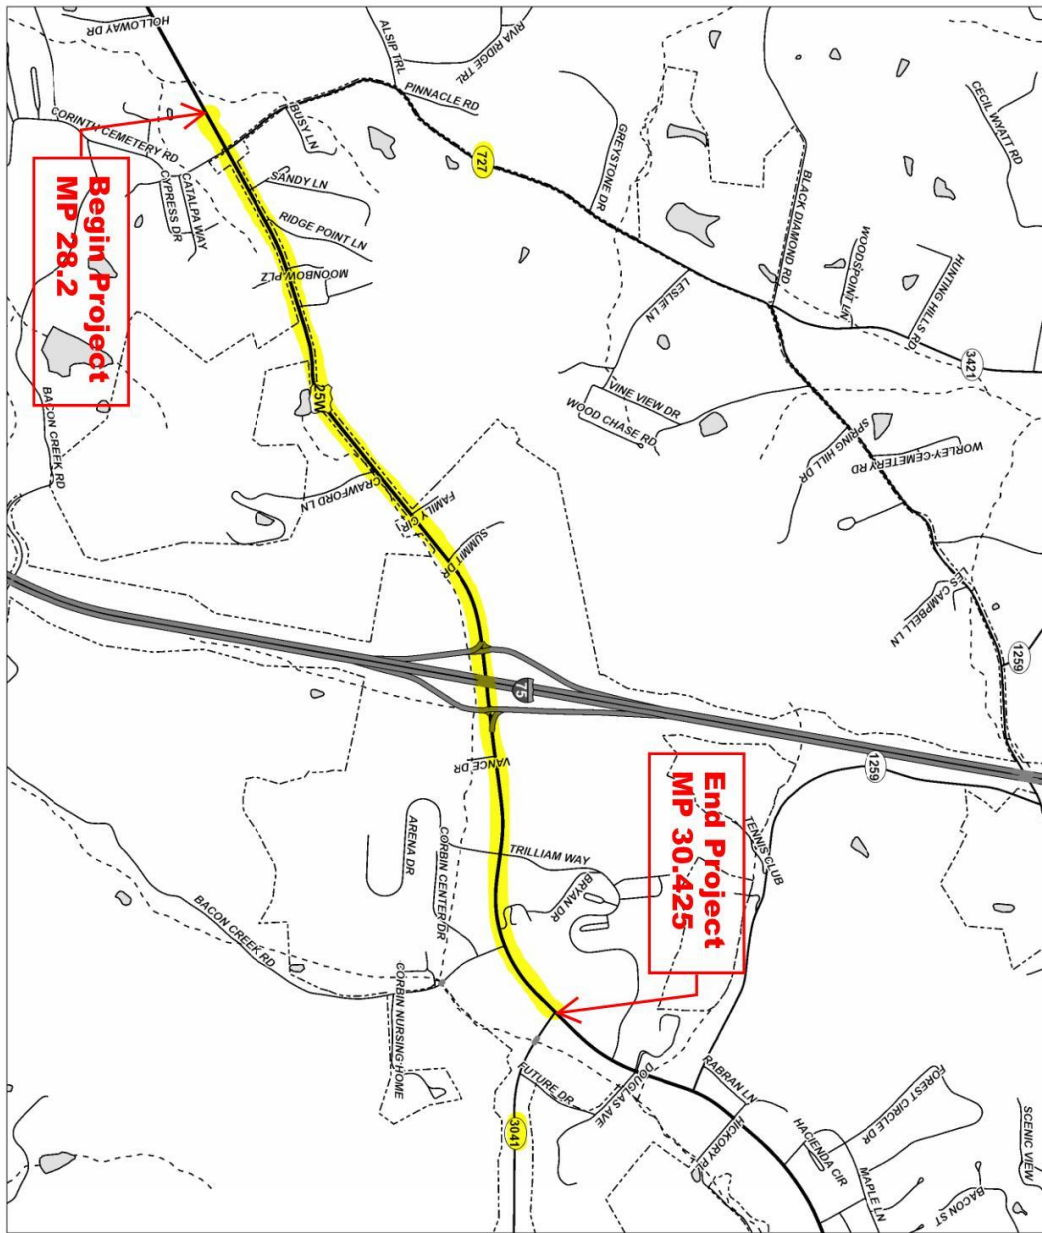 HOLLOWAY DR
ALSIP TRL
RIVA RIDGE TRL
PINNACLE RD
CORINTH CEMETERY RD
BUSY LN
CECIL WYATT RD
GREYSTONE DR
727
SANDY LN
CATALPA WAY
CYPRESS DR
BLACK DIAMOND RD
Begin Project
MP 28.2
RIDGE POINT LN
WOODSPOINT LN
HUNTING HILLS RD
MOONBOW PLZ
LESLIE LN
3421
25W
VINE VIEW DR
WOOD CHASE RD
BACON CREEK RD
SPRING HILL DR
WORLEY-CEMETERY RD
CRAWFORD LN
FAMILY CIR
SUMMIT DR
LES CAMPBELL LN
1259
75
VANCE DR
1259
End Project
MP 30.425
TENNIS CLUB
ARENA DR
CORBIN CENTER DR
TRILLIAM WAY
BRYAN DR
BACON CREEK RD
CORBIN NURSING HOME
FUTURE DR
DOUGLAS AVE
RABRAN LN
FOREST CIRCLE DR
3041
HICKORY PL
HACIENDA CIR
MAPLE LN
SCENIC VIEW
BACON ST